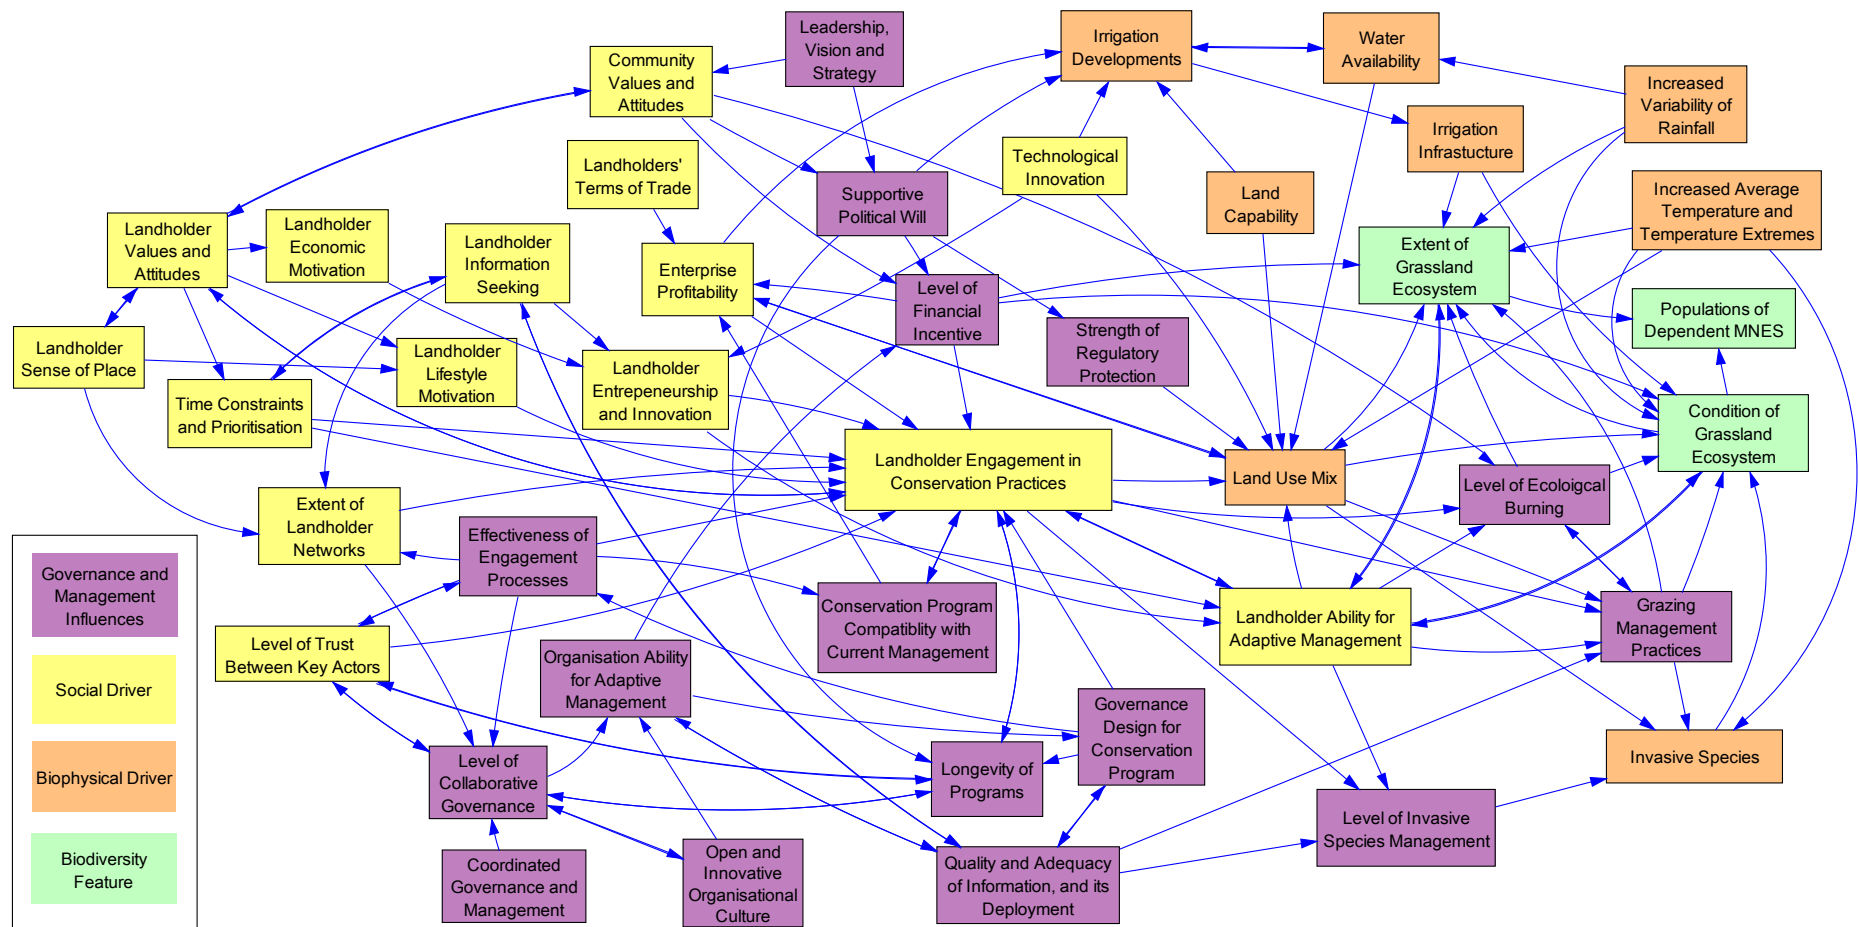 Leadership,
Vision and
Strategy
Irrigation
Developments
Water
Availability
Community
Values and
Attitudes
Increased
Variability of
Rainfall
Irrigation
Infrastucture
Landholders'
Terms of Trade
Technological
Innovation
Supportive
Political Will
Land
Capability
Increased Average
Temperature and
Temperature Extremes
Landholder
Values and
Attitudes
Landholder
Economic
Motivation
Landholder
Information
Seeking
Enterprise
Profitability
Extent of
Grassland
Ecosystem
Level of
Financial
Incentive
Populations of
Dependent MNES
Strength of
Regulatory
Protection
Landholder
Sense of Place
Landholder
Lifestyle
Motivation
Landholder
Entrepeneurship
and Innovation
Time Constraints
and Prioritisation
Condition of
Grassland
Ecosystem
Landholder Engagement in
Conservation Practices
Land Use Mix
Level of Ecoloigcal
Burning
Extent of
Landholder
Networks
Effectiveness of
Engagement
Processes
Conservation Program
Compatiblity with
Current Management
Landholder Ability for
Adaptive Management
Grazing
Management
Practices
Level of Trust
Between Key Actors
Organisation Ability
for Adaptive
Management
Governance
Design for
Conservation
Program
Level of
Collaborative
Governance
Longevity of
Programs
Invasive Species
Level of Invasive
Species Management
Coordinated
Governance and
Management
Open and
Innovative
Organisational
Culture
Quality and Adequacy
of Information, and its
Deployment
Governance and
Management
Influences
Social Driver
Biophysical Driver
Biodiversity
Feature